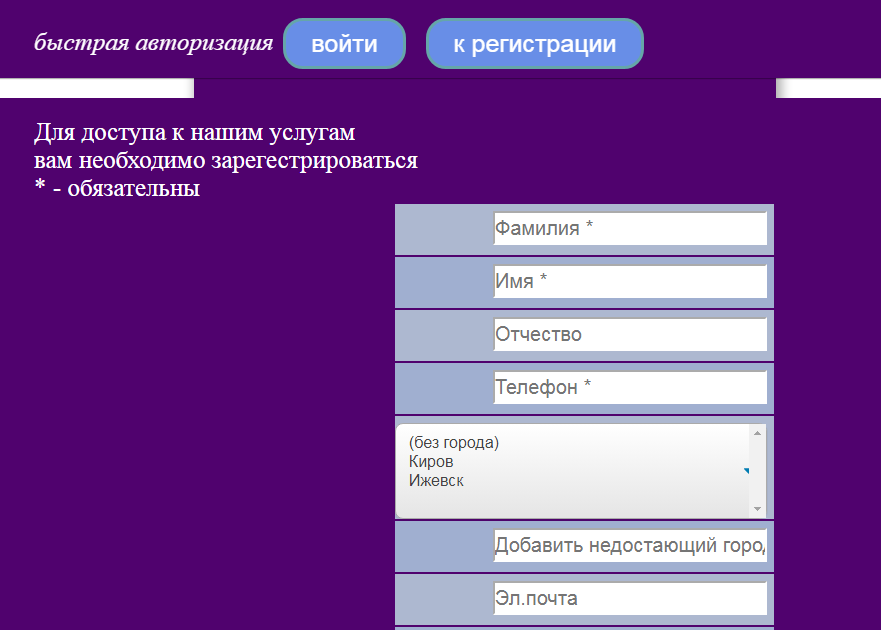 быстрая авторизация войти к регистрации
Для доступа к нашим услугам
вам необходимо зарегестрироваться
* - обязательны
Фамилия *
Имя *
Отчество
Телефон *
(без города)
Киров
Ижевск
Добавить недостающий горо
Эл.почта